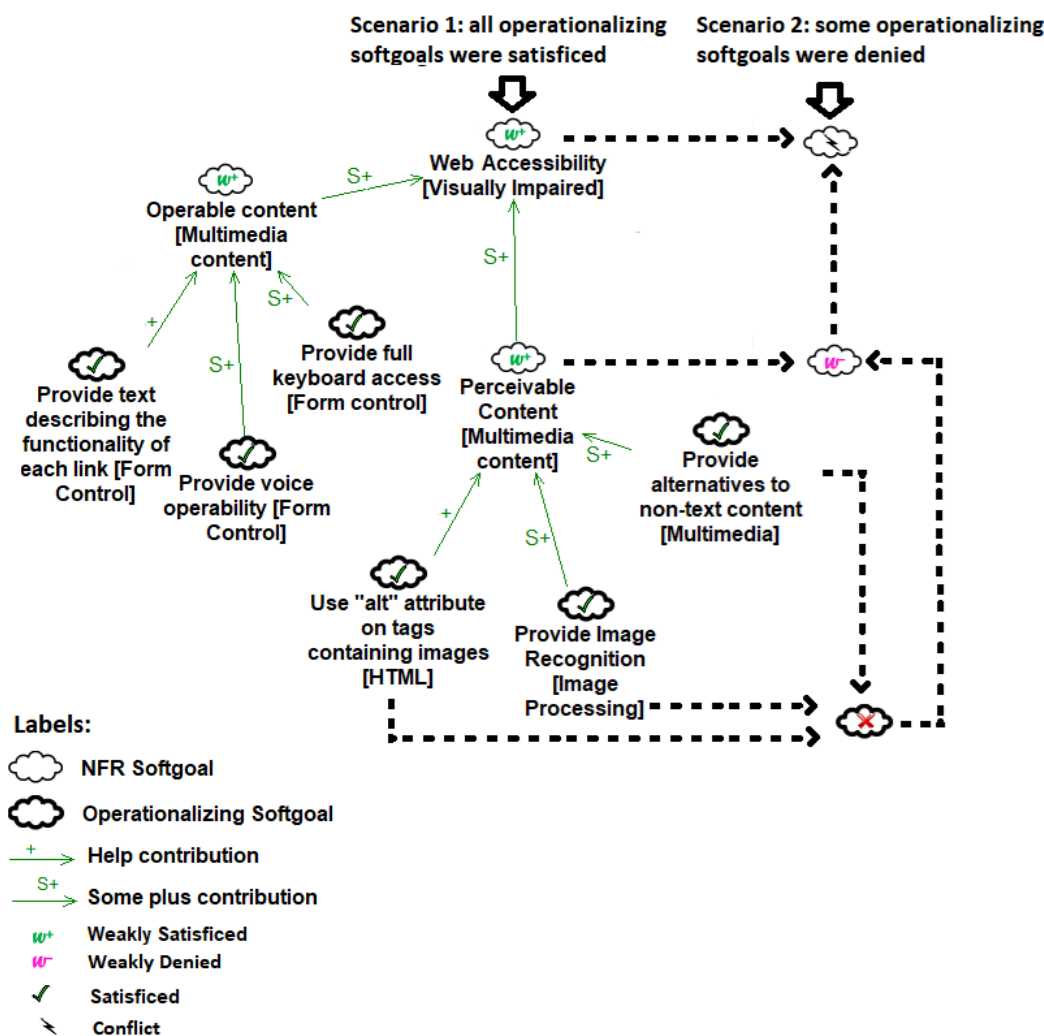 Scenario 1: all operationalizing
softgoals were satisficed
Scenario 2: some operationalizing
softgoals were denied
w+
Web Accessibility
[Visually Impaired]
S+
w+
Operable content
[Multimedia
content]
S+
+
S+
S+
Provide full
keyboard access
[Form control]
Provide text
describing the
functionality of
each link [Form
Control]
Provide voice
operability [Form
Control]
w+
Perceivable
Content
[Multimedia
content]
w-
S+
Provide
alternatives to
non-text content
[Multimedia]
+
S+
Use "alt" attribute
on tags
containing images
[HTML]
Provide Image
Recognition
[Image
Processing]
Labels:
NFR Softgoal
Operationalizing Softgoal
+
Help contribution
S+
Some plus contribution
w+ Weakly Satisficed
w- Weakly Denied
Satisficed
Conflict